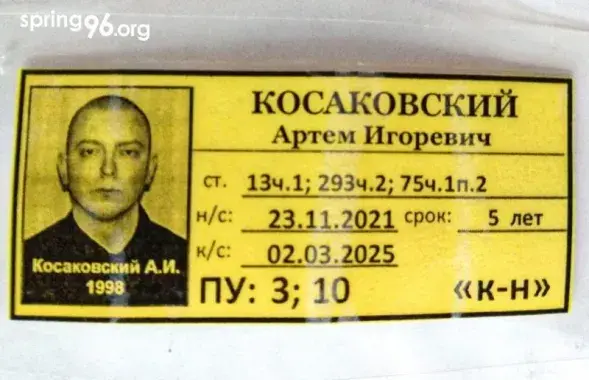 spring96.org
КОСАКОВСКИЙ
Артем Игоревич
ст. 13ч.1; 293ч.2; 75ч.1п.2
н/с: 23.11.2021 срок: 5 лет
к/с: 02.03.2025
Косаковский А.И.
1998
ПУ: 3; 10 «к-н»